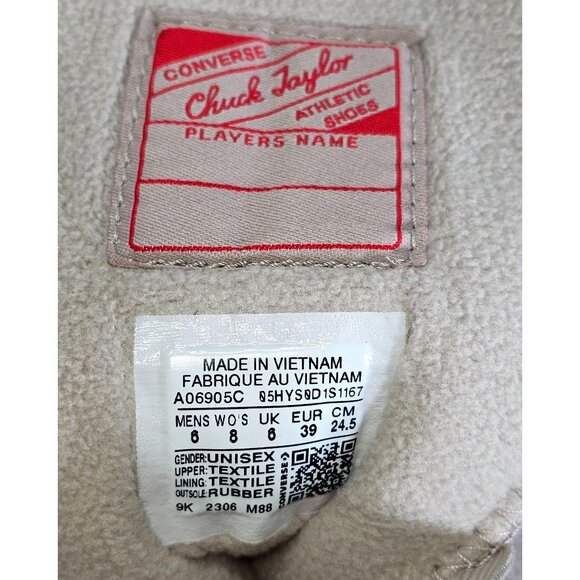 CONVERSE
Chuck Taylor
ATHLETIC
SHOES
PLAYERS NAME
MADE IN VIETNAM
FABRIQUE AU VIETNAM
A06905C 05HYS0D1S1167
MENS WO'S UK EUR CM
6 8 6 39 24.5
GENDER: UNISEX
UPPER: TEXTILE
LINING: TEXTILE
OUTSOLE: RUBBER
9K 2306 M88
CONVERSE